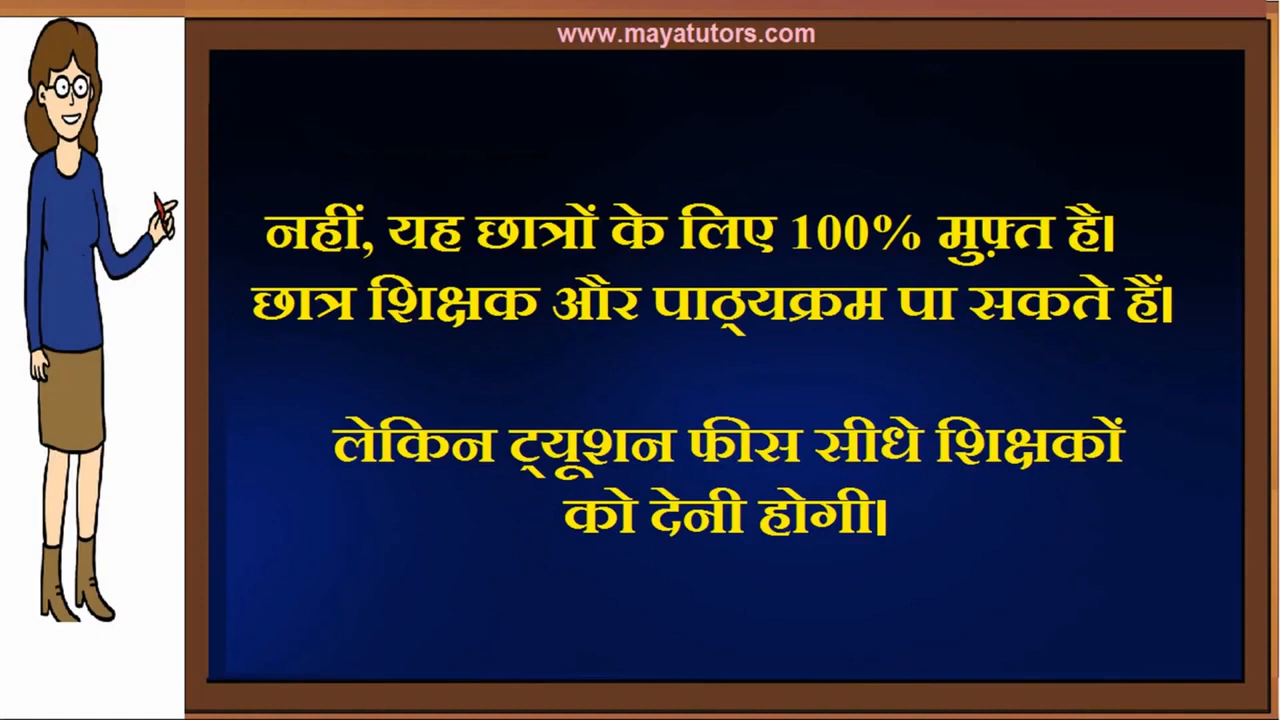 www.mayatutors.com
नहीं, यह छात्रों के लिए 100% मुफ़्त है।
छात्र शिक्षक और पाठ्यक्रम पा सकते हैं।
लेकिन ट्यूशन फीस सीधे शिक्षकों
को देनी होगी।